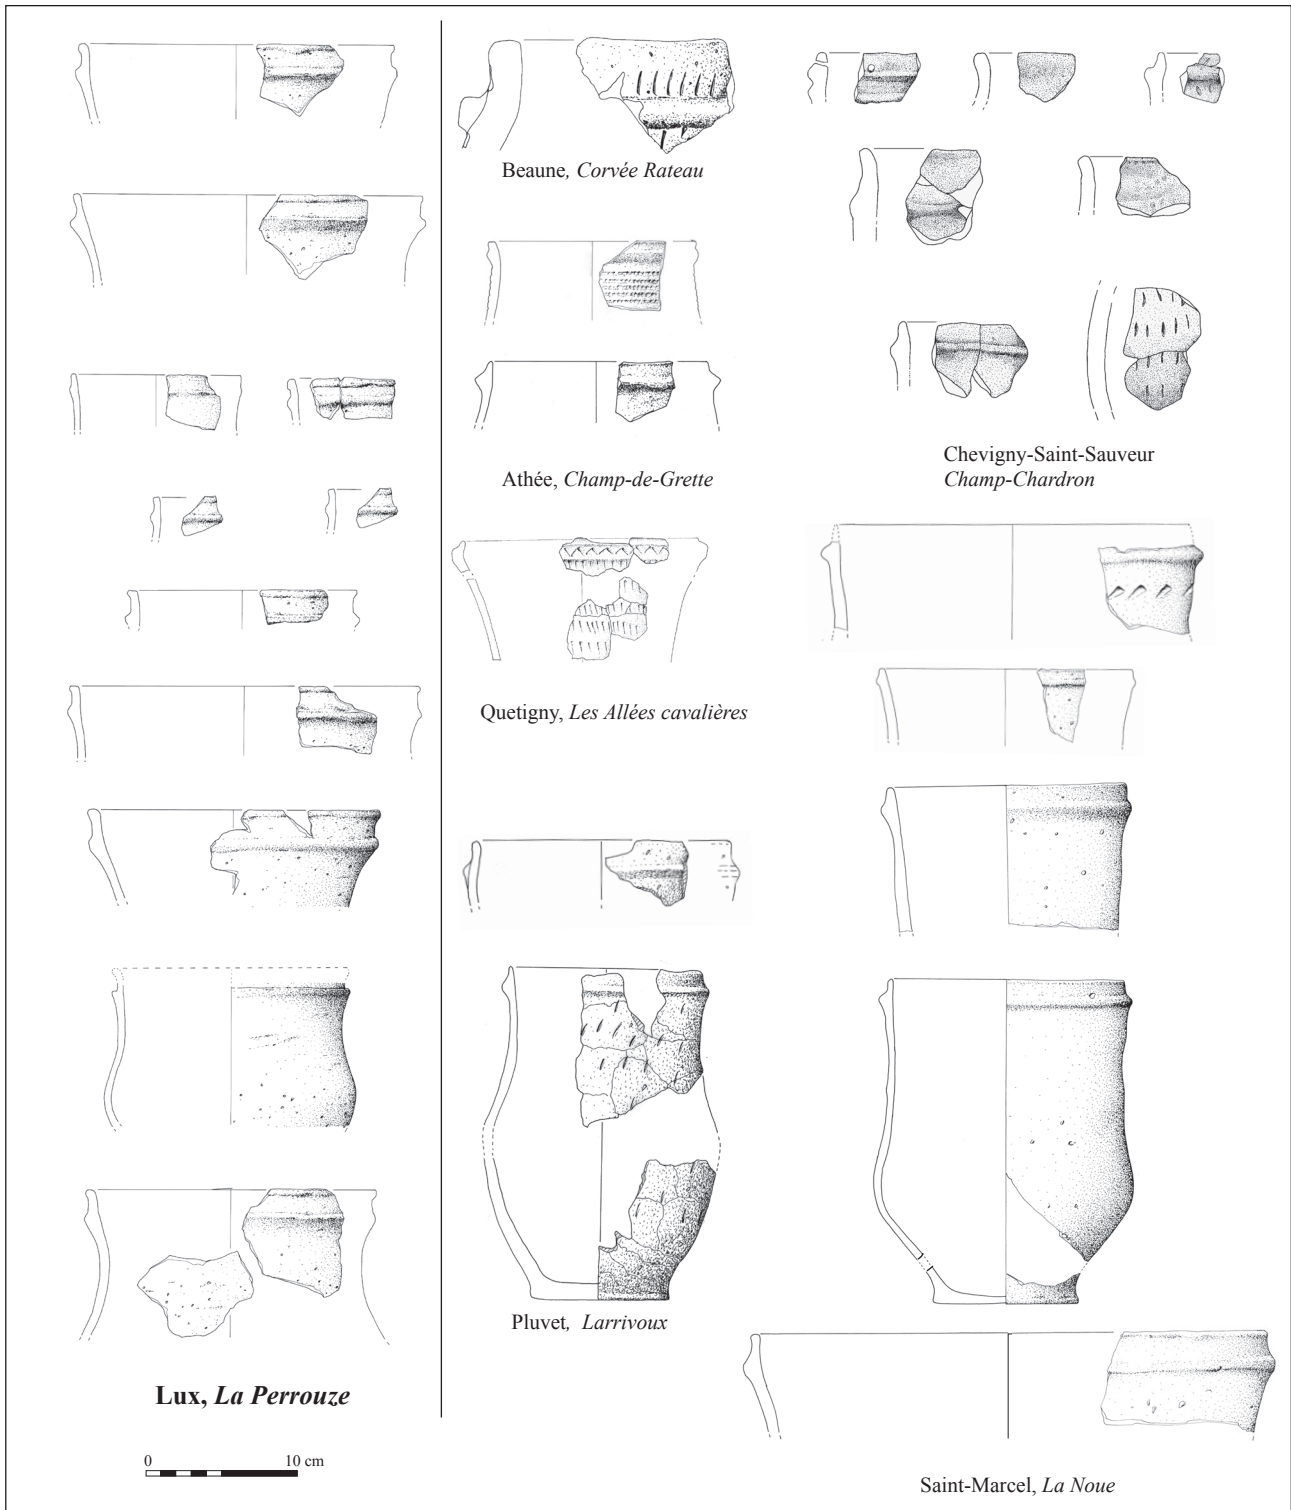 Beaune, Corvée Rateau
Athée, Champ-de-Grette
Chevigny-Saint-Sauveur
Champ-Chardron
Quetigny, Les Allées cavalières
Pluvet, Larrivoux
Lux, La Perrouze
0 10 cm
Saint-Marcel, La Noue